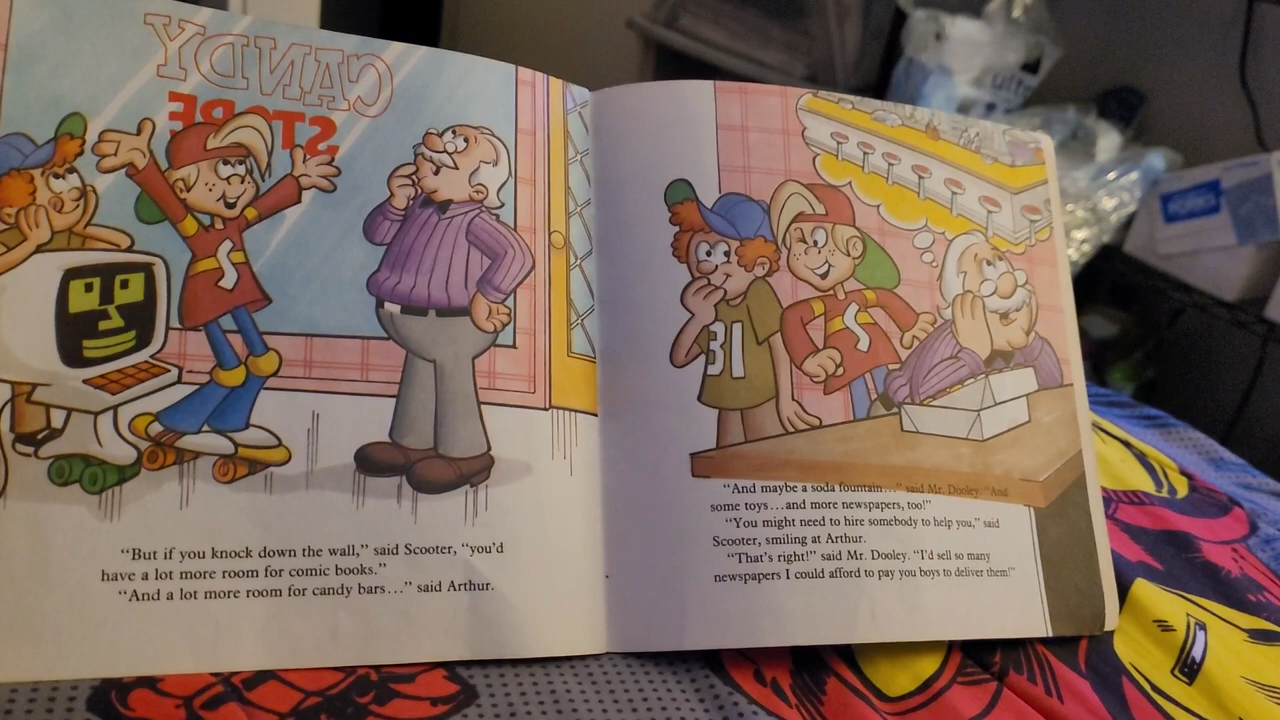 CANDY
STORE
S
"But if you knock down the wall," said Scooter, "you'd
have a lot more room for comic books."
"And a lot more room for candy bars..." said Arthur.
31
S
"And maybe a soda fountain..." said Mr. Dooley. "And
some toys...and more newspapers, too!"
"You might need to hire somebody to help you," said
Scooter, smiling at Arthur.
"That's right!" said Mr. Dooley. "I'd sell so many
newspapers I could afford to pay you boys to deliver them!"